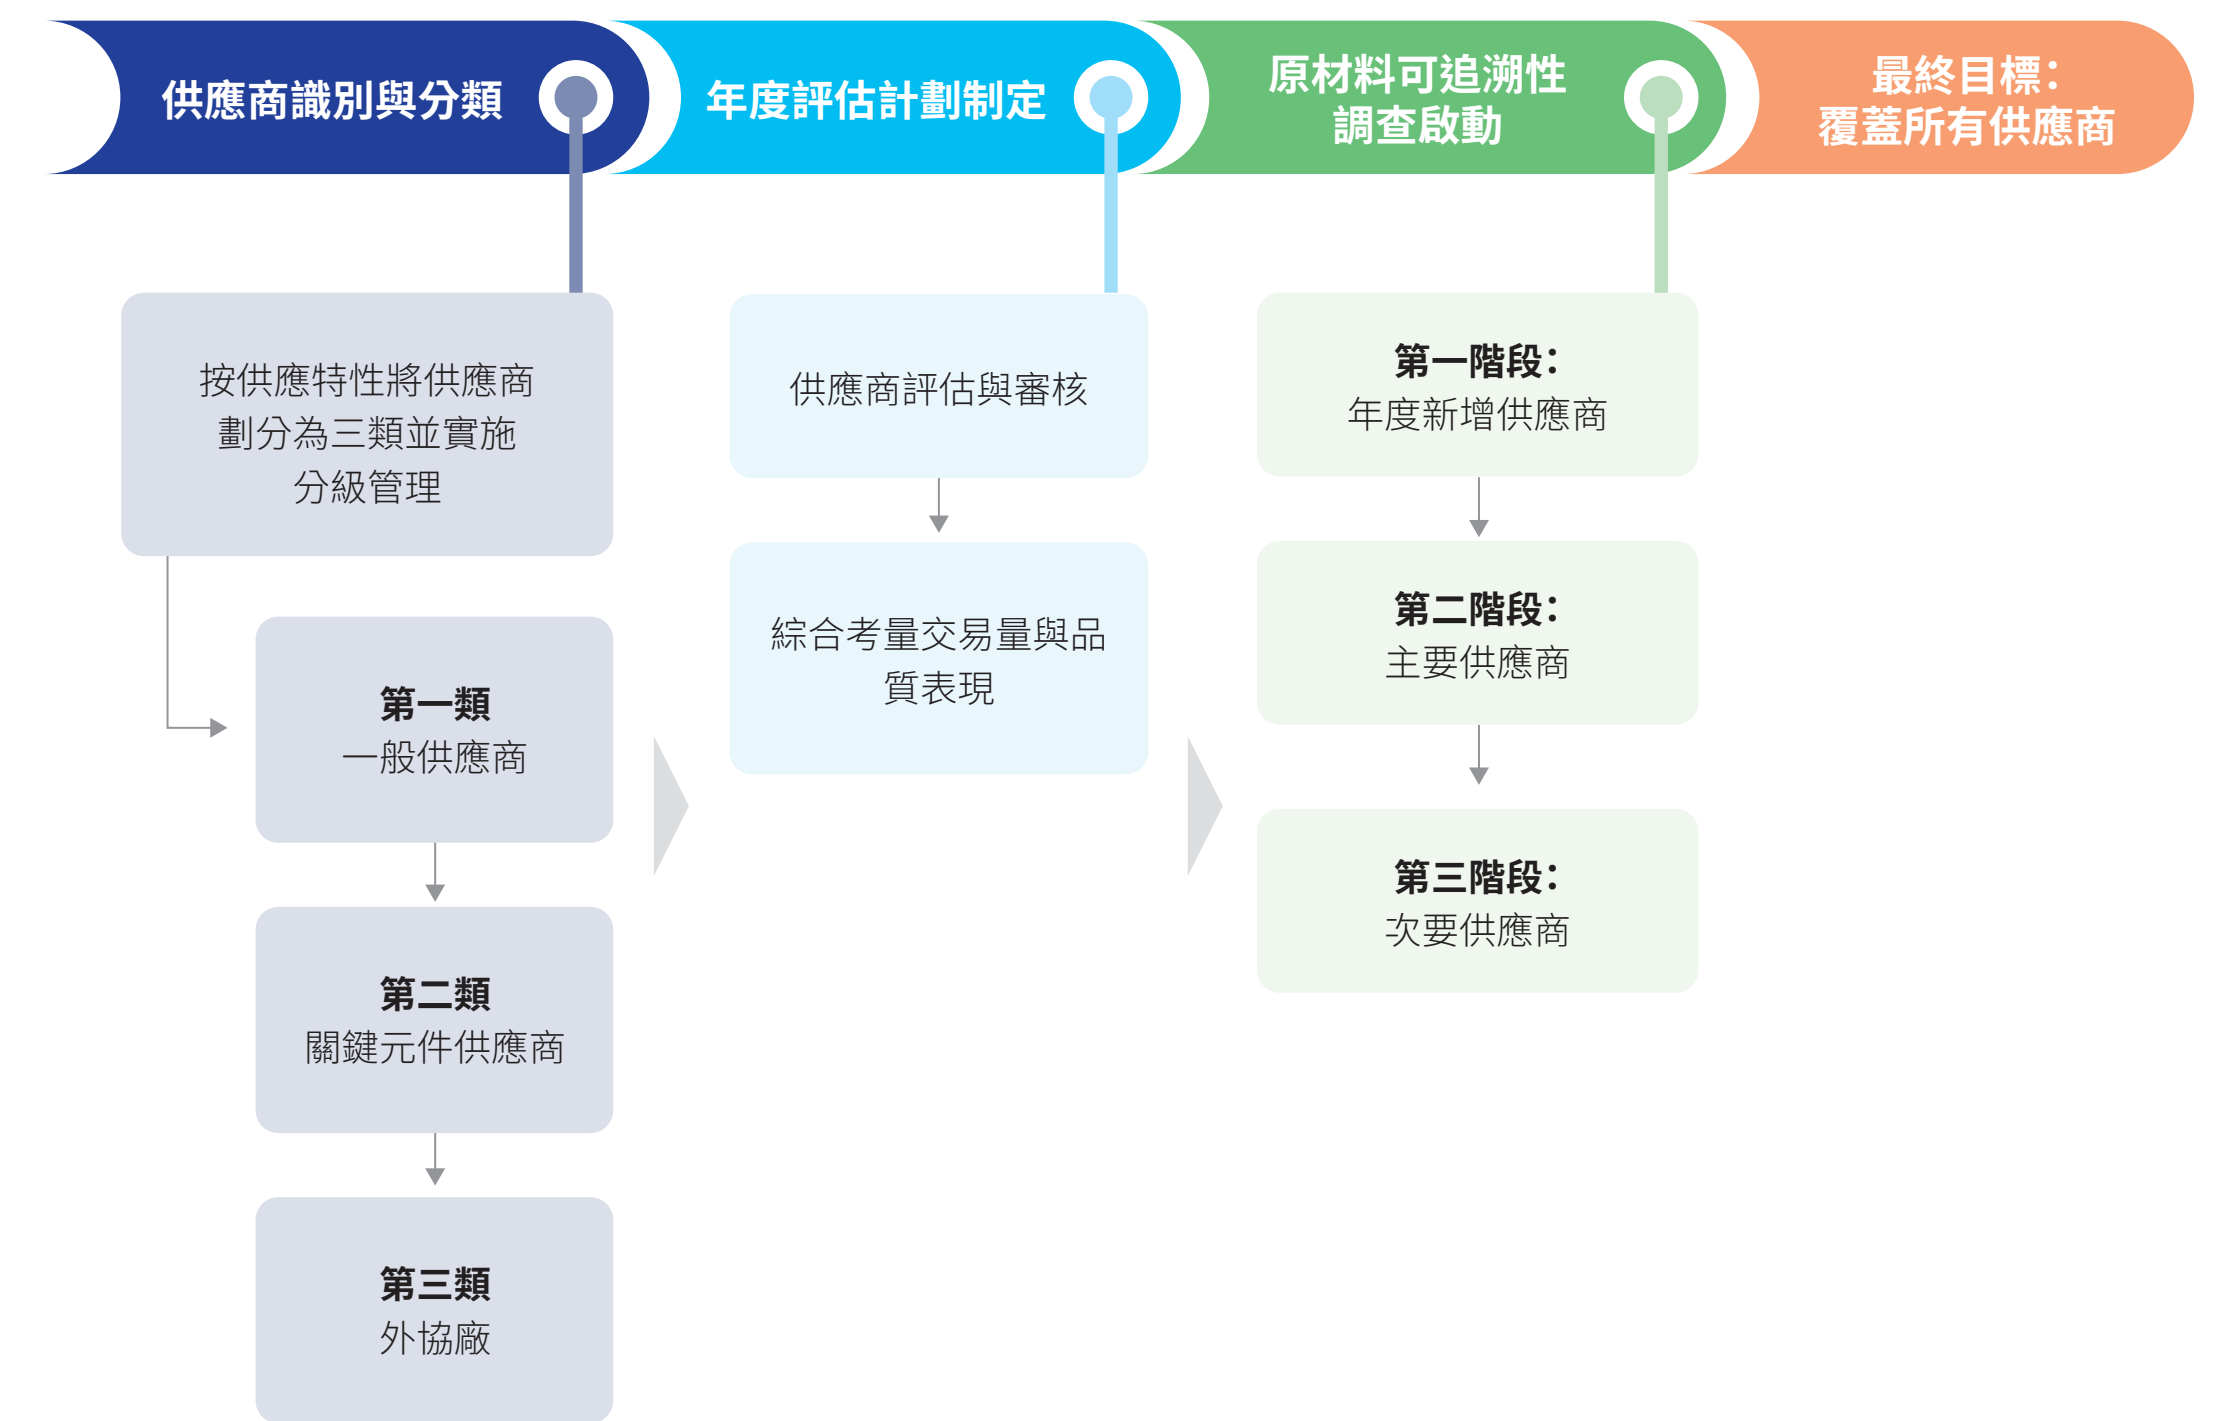 供應商識別與分類
年度評估計劃制定
原材料可追溯性
調查啟動
最終目標：
覆蓋所有供應商
按供應特性將供應商
劃分為三類並實施
分級管理
第一類
一般供應商
第二類
關鍵元件供應商
第三類
外協廠
供應商評估與審核
綜合考量交易量與品
質表現
第一階段：
年度新增供應商
第二階段：
主要供應商
第三階段：
次要供應商